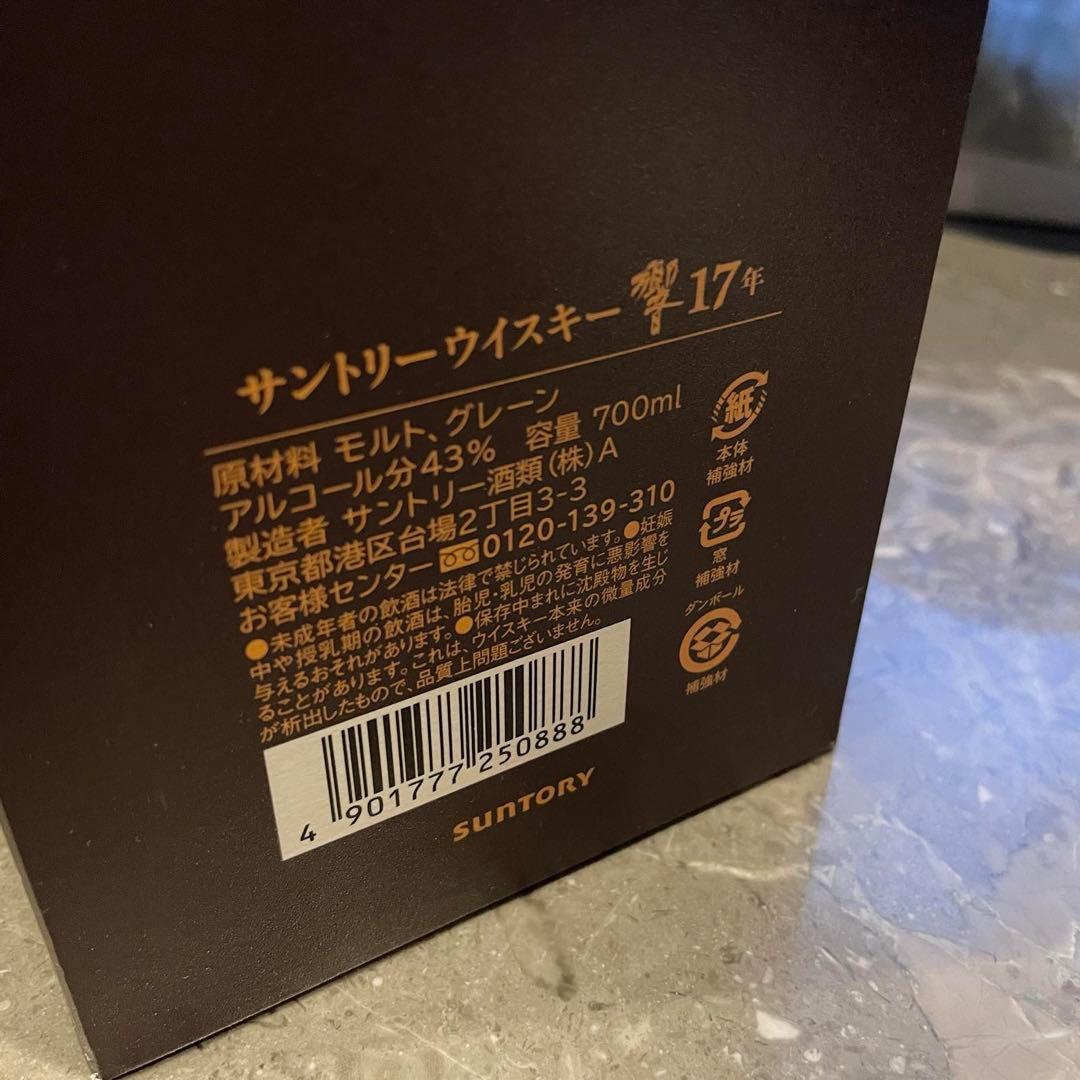 サントリーウイスキー 響 17年
原材料 モルト、グレーン
アルコール分43% 容量 700ml
製造者 サントリー酒類(株)A
東京都港区台場2丁目3-3
お客様センター 0120-139-310
●未成年者の飲酒は法律で禁じられています。●妊娠
中や授乳期の飲酒は、胎児・乳児の発育に悪影響を
与えるおそれがあります。●保存中まれに沈殿物を生じ
ることがあります。これは、ウイスキー本来の微量成分
が析出したもので、品質上問題ございません。
4 901777 250888
SUNTORY
紙
本体
補強材
プラ
窓
補強材
ダンボール
補強材